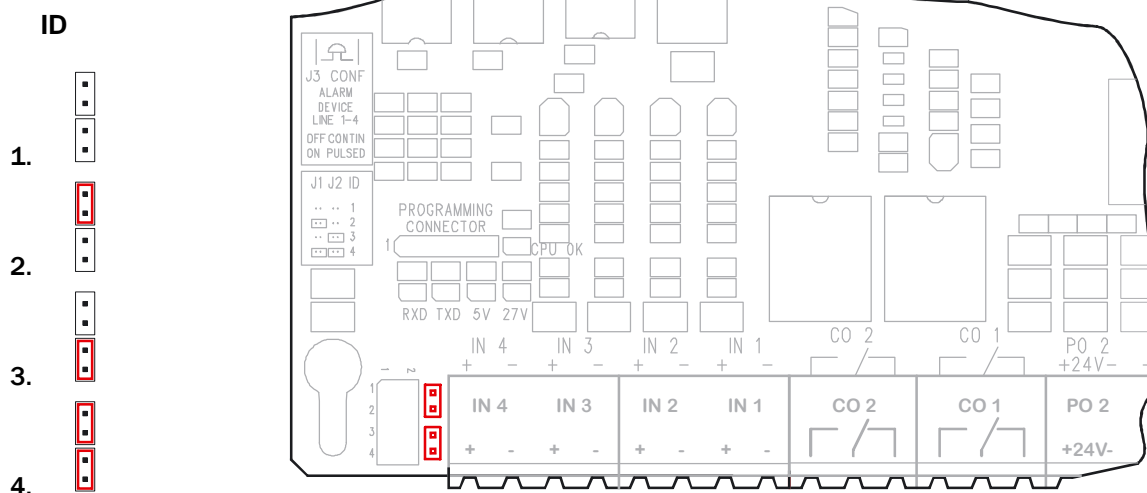 ID
1.
2.
3.
4.
J3 CONF
ALARM
DEVICE
LINE 1-4
OFF CONTIN
ON PULSED
J1 J2 ID
1
2
3
4
PROGRAMMING
CONNECTOR
1
CPU OK
RXD TXD 5V 27V
CO 2 CO 1
IN 4 IN 3 IN 2 IN 1 PO 2
+ - + - + - + - +24V-
1 2
1
2
3
4
IN 4 IN 3 IN 2 IN 1 CO 2 CO 1 PO 2
+ - + - + - + - +24V-